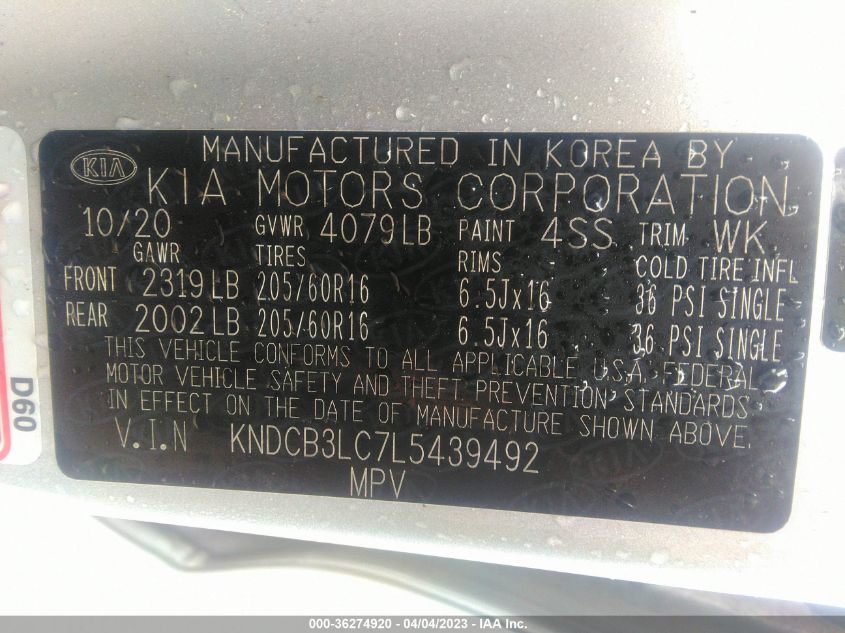 MANUFACTURED IN KOREA BY
KIA KIA MOTORS CORPORATION
10/20 GVWR 4079LB PAINT 4SS TRIM WK
GAWR TIRES RIMS COLD TIRE INFL
FRONT 2319LB 205/60R16 6.5Jx16 36 PSI SINGLE
REAR 2002LB 205/60R16 6.5Jx16 36 PSI SINGLE
THIS VEHICLE CONFORMS TO ALL APPLICABLE U.S.A. FEDERAL
MOTOR VEHICLE SAFETY AND THEFT PREVENTION STANDARDS
IN EFFECT ON THE DATE OF MANUFACTURE SHOWN ABOVE.
V.I.N KNDCB3LC7L5439492
MPV
D60
000-36274920 - 04/04/2023 - IAA Inc.